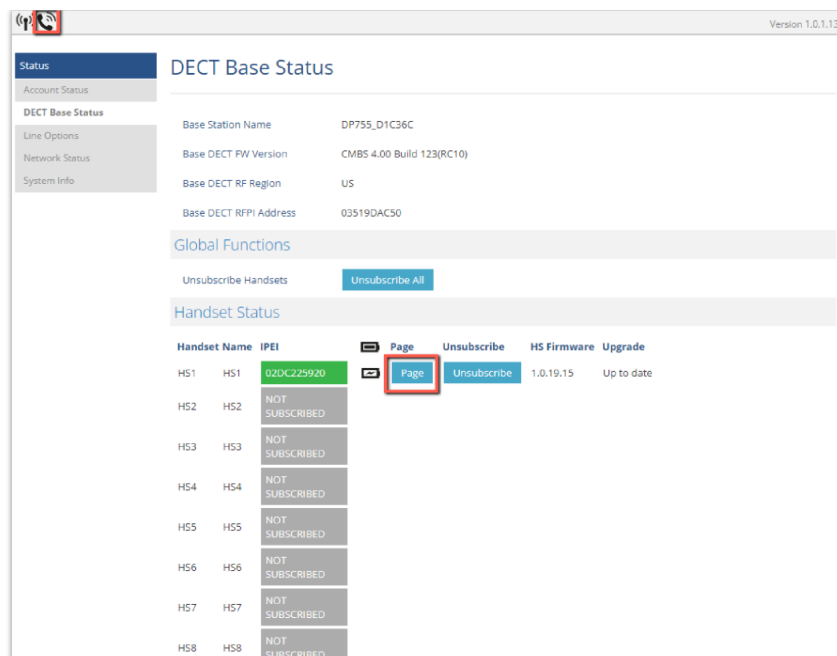 Version 1.0.1.13
Status
Account Status
DECT Base Status
Line Options
Network Status
System Info
DECT Base Status
Base Station Name DP755_D1C36C
Base DECT FW Version CMBS 4.00 Build 123(RC10)
Base DECT RF Region US
Base DECT RFPI Address 03519DAC50
Global Functions
Unsubscribe Handsets Unsubscribe All
Handset Status
Handset Name IPEI Page Unsubscribe HS Firmware Upgrade
HS1 HS1 02DC225920 Page Unsubscribe 1.0.19.15 Up to date
HS2 HS2 NOT
SUBSCRIBED
HS3 HS3 NOT
SUBSCRIBED
HS4 HS4 NOT
SUBSCRIBED
HS5 HS5 NOT
SUBSCRIBED
HS6 HS6 NOT
SUBSCRIBED
HS7 HS7 NOT
SUBSCRIBED
HS8 HS8 NOT
SUBSCRIBED